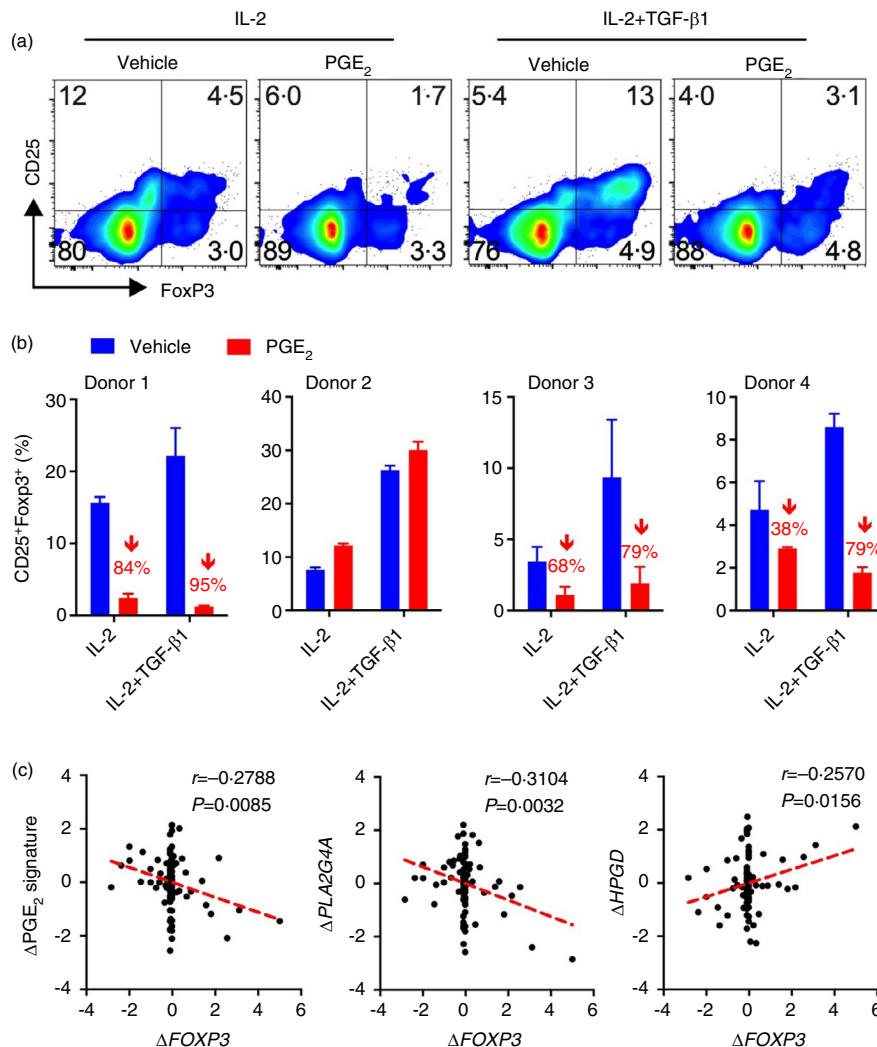 (a)
IL-2
IL-2+TGF-β1
Vehicle
PGE2
Vehicle
PGE2
12
4·5
80
3·0
6·0
1·7
89
3·3
5·4
13
76
4·9
4·0
3·1
88
4·8
CD25
FoxP3
(b)
Vehicle
PGE2
CD25+Foxp3+ (%)
Donor 1
30
20
10
0
84%
95%
IL-2
IL-2+TGF-β1
Donor 2
40
30
20
10
0
IL-2
IL-2+TGF-β1
Donor 3
15
10
5
0
68%
79%
IL-2
IL-2+TGF-β1
Donor 4
10
8
6
4
2
0
38%
79%
IL-2
IL-2+TGF-β1
(c)
ΔPGE2 signature
4
2
0
-2
-4
r=–0·2788
P=0·0085
-4 -2 0 2 4 6
ΔFOXP3
ΔPLA2G4A
4
2
0
-2
-4
r=–0·3104
P=0·0032
-4 -2 0 2 4 6
ΔFOXP3
ΔHPGD
4
2
0
-2
-4
r=–0·2570
P=0·0156
-4 -2 0 2 4 6
ΔFOXP3